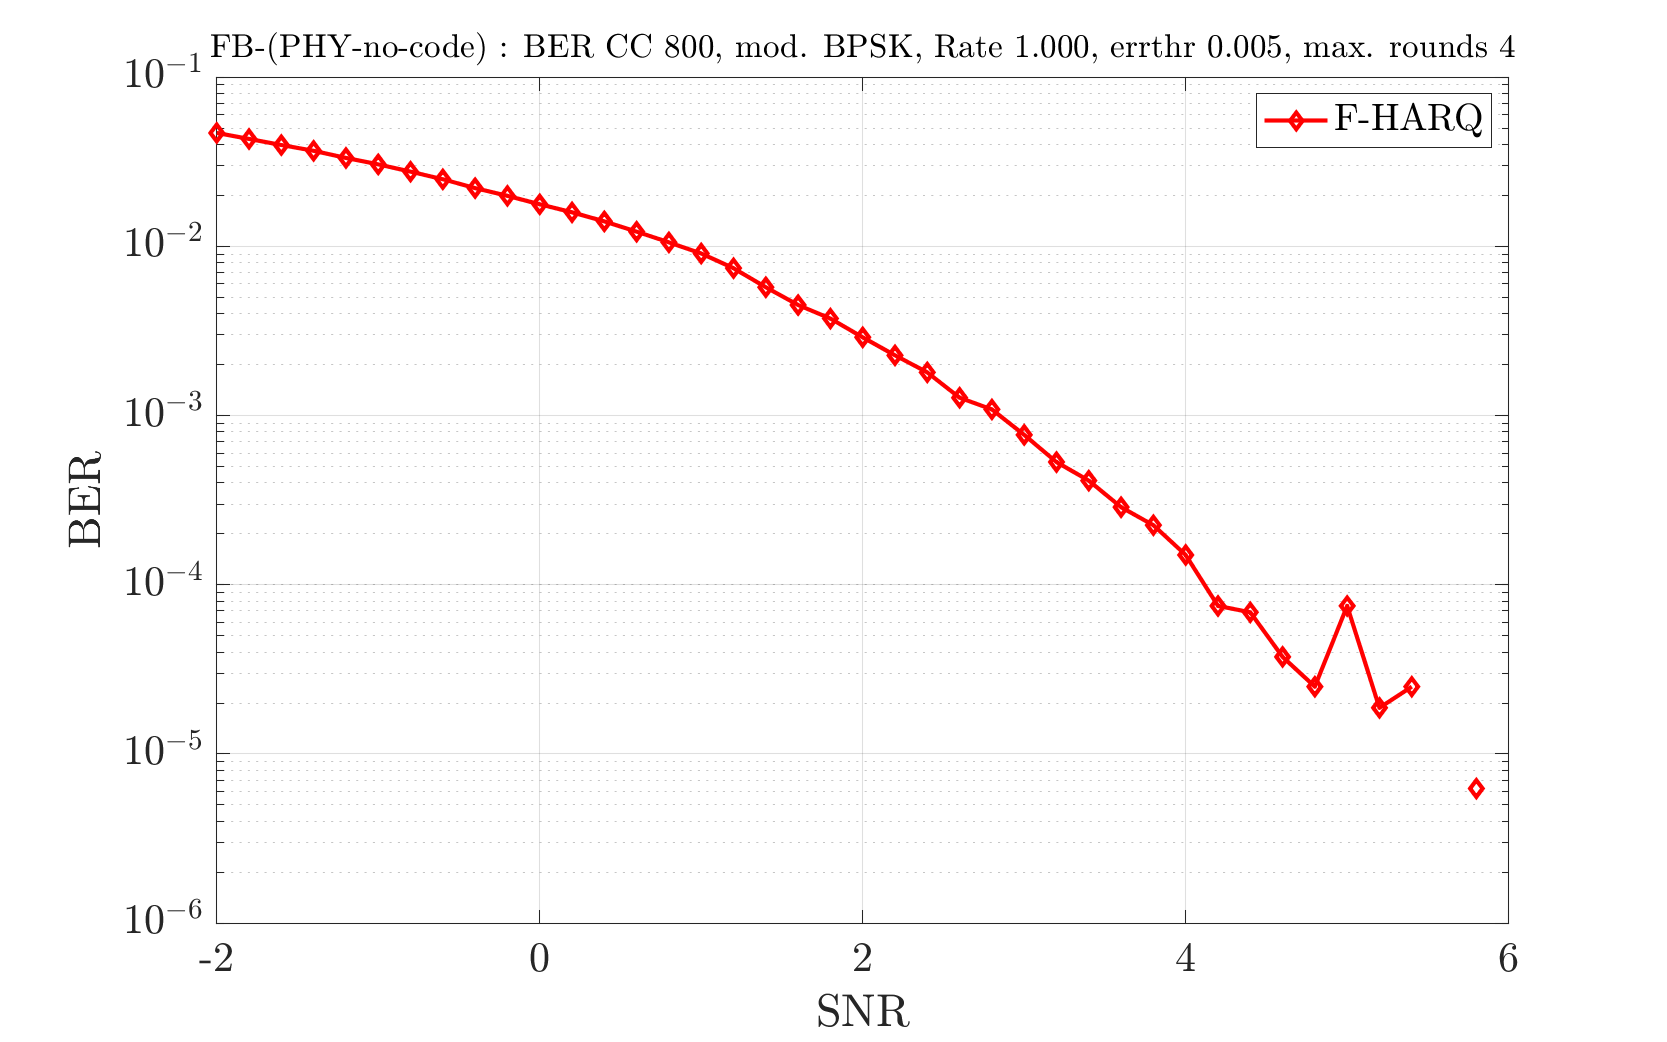 FB-(PHY-no-code) : BER CC 800, mod. BPSK, Rate 1.000, errthr 0.005, max. rounds 4
F-HARQ
10⁻¹
10⁻²
10⁻³
10⁻⁴
10⁻⁵
10⁻⁶
BER
-2 0 2 4 6
SNR